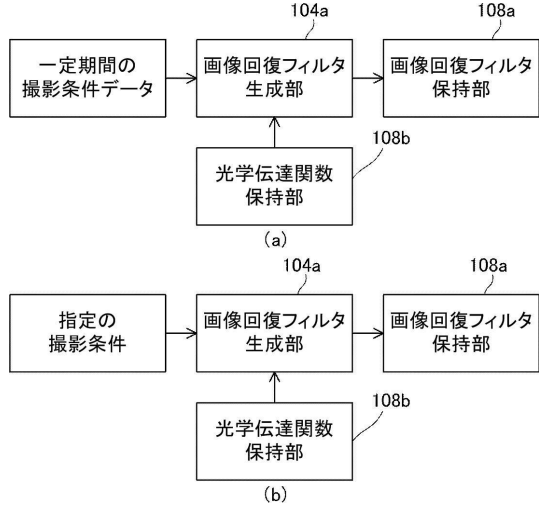 104a
108a
一定期間の
撮影条件データ
画像回復フィルタ
生成部
画像回復フィルタ
保持部
光学伝達関数
保持部
108b
(a)
104a
108a
指定の
撮影条件
画像回復フィルタ
生成部
画像回復フィルタ
保持部
光学伝達関数
保持部
108b
(b)